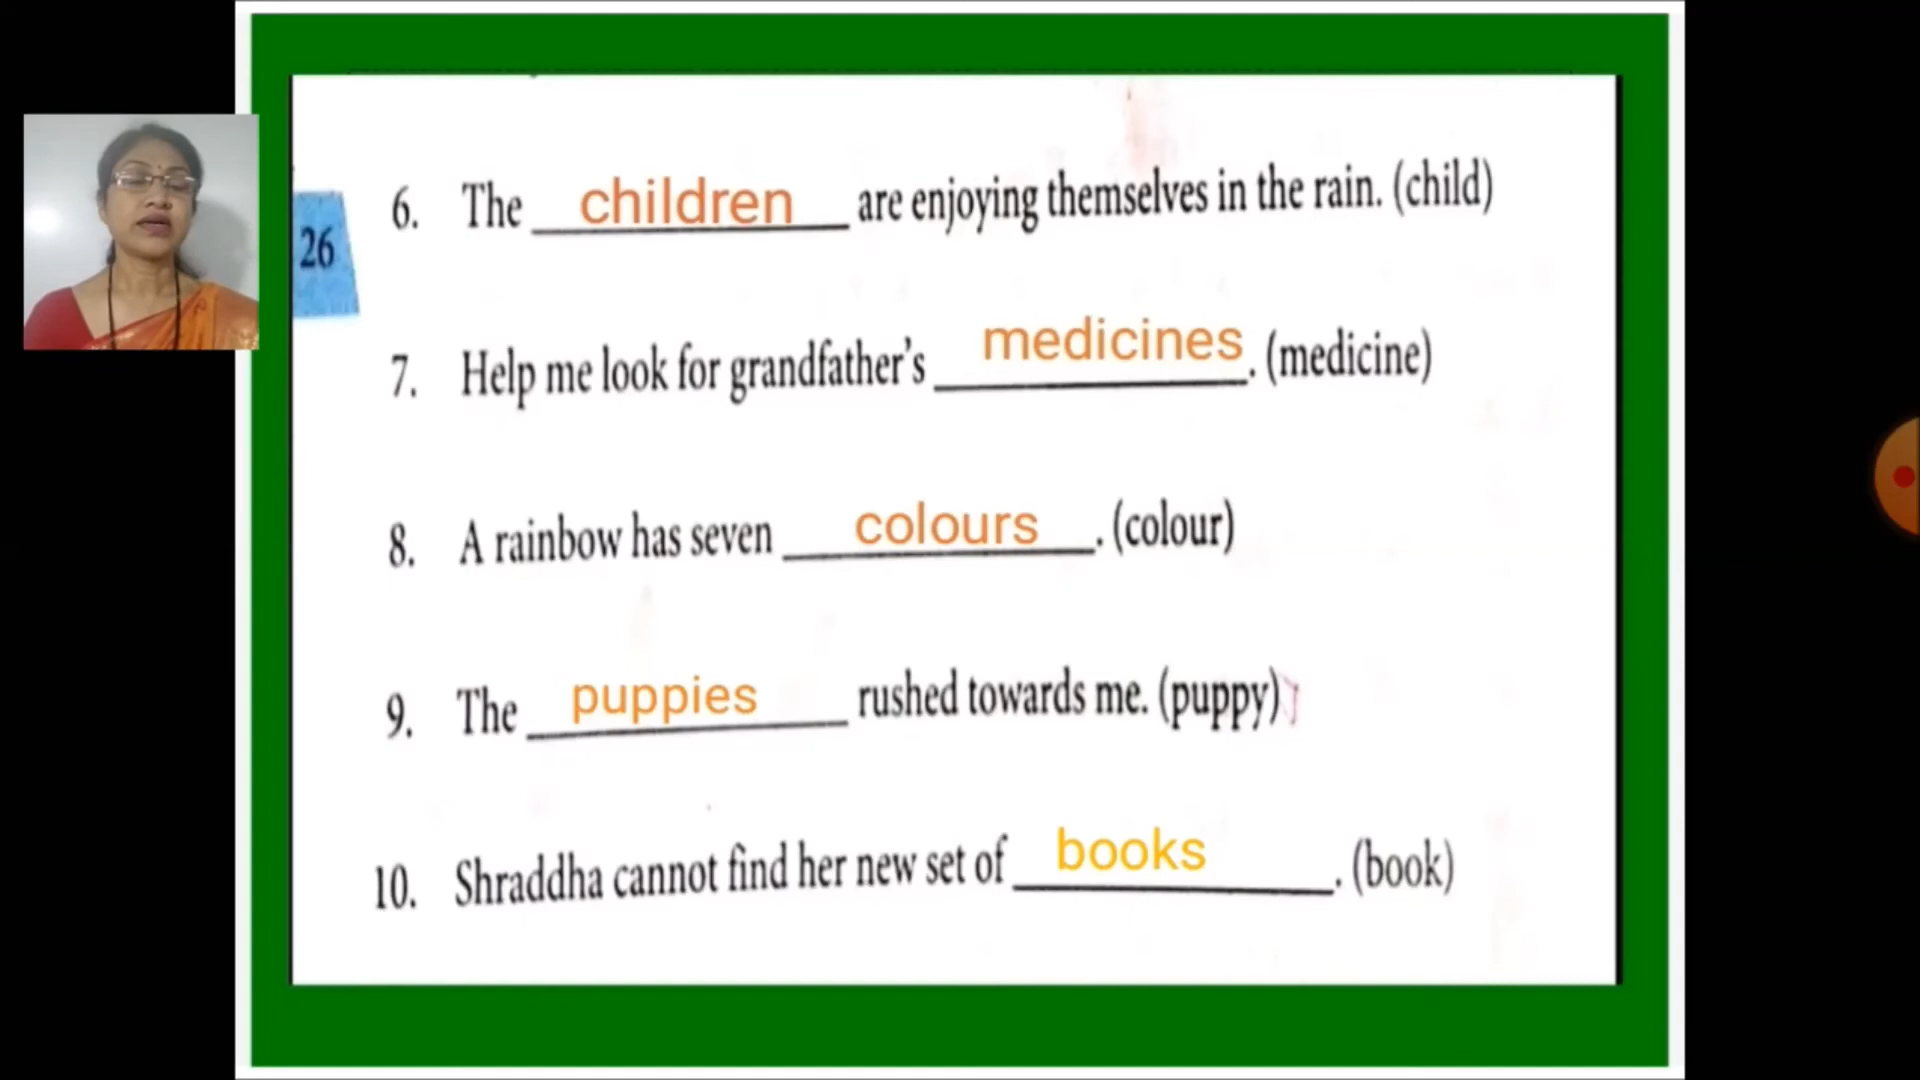 26
6. The children are enjoying themselves in the rain. (child)
7. Help me look for grandfather's medicines. (medicine)
8. A rainbow has seven colours. (colour)
9. The puppies rushed towards me. (puppy)
10. Shraddha cannot find her new set of books. (book)